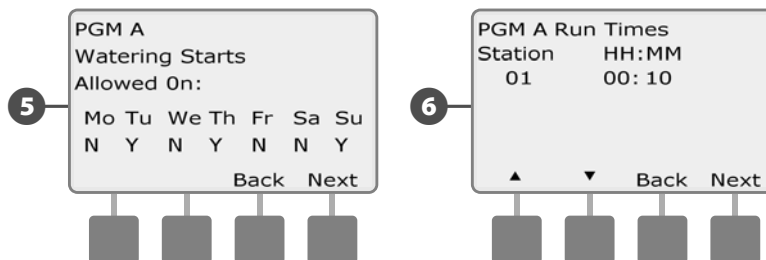 5
PGM A
Watering Starts
Allowed 0n:
Mo Tu We Th Fr Sa Su
N Y N Y N N Y
Back Next
6
PGM A Run Times
Station HH:MM
01 00: 10
▲ ▼ Back Next